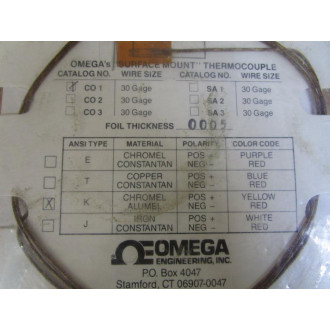 OMEGA's "SURFACE MOUNT" THERMOCOUPLE
CATALOG NO. WIRE SIZE CATALOG NO. WIRE SIZE
CO 1 30 Gage SA 1 30 Gage
CO 2 30 Gage SA 2 30 Gage
CO 3 30 Gage SA 3 30 Gage
FOIL THICKNESS 0005
ANSI TYPE MATERIAL POLARITY COLOR CODE
E CHROMEL CONSTANTAN POS + NEG − PURPLE RED
T COPPER CONSTANTAN POS + NEG − BLUE RED
X K CHROMEL ALUMEL POS + NEG − YELLOW RED
J IRON CONSTANTAN POS + NEG − WHITE RED
OMEGA
ENGINEERING, INC.
P.O. Box 4047
Stamford, CT 06907-0047